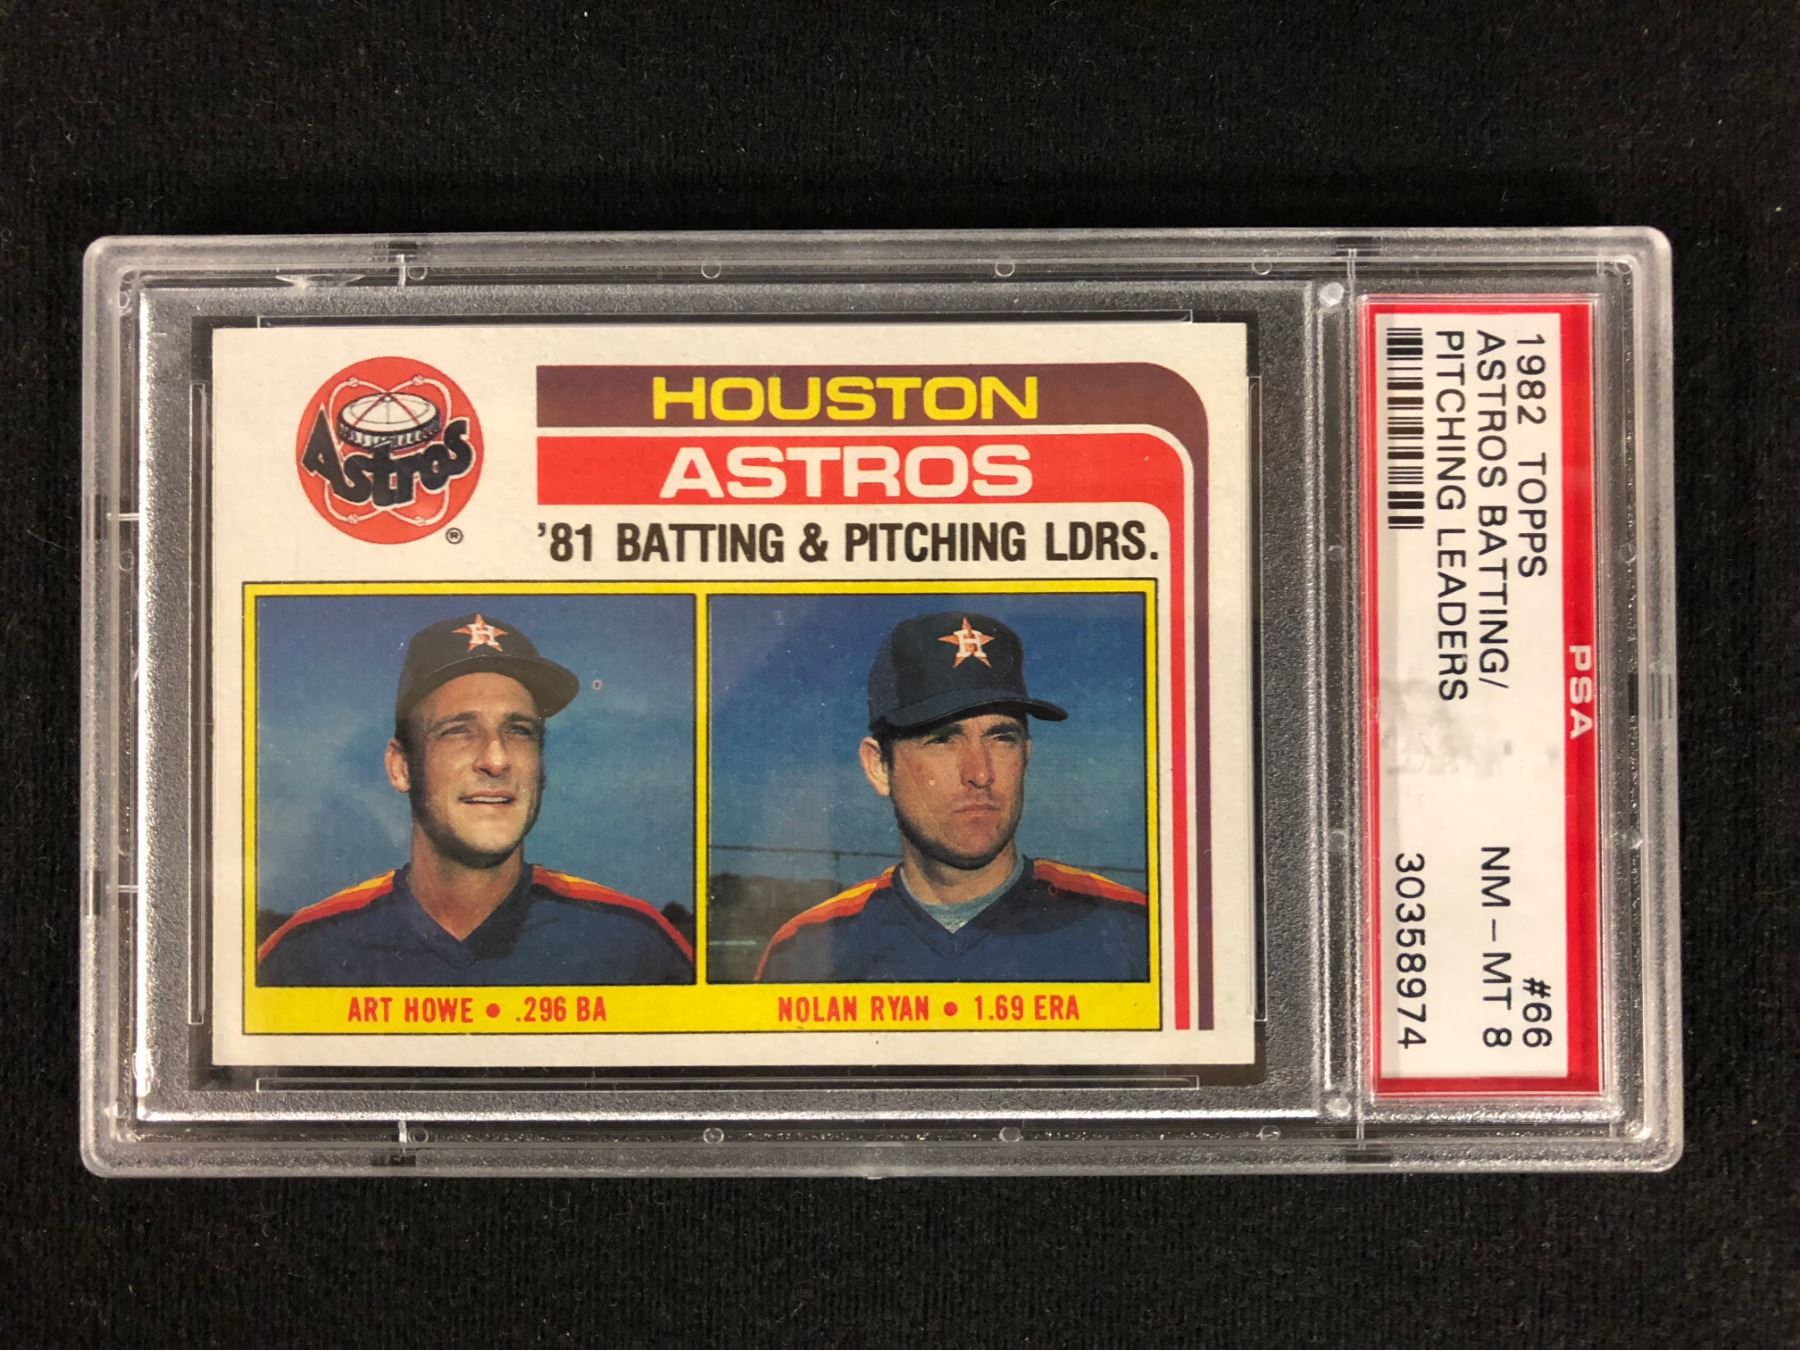 Astros
®
HOUSTON
ASTROS
'81 BATTING & PITCHING LDRS.
H
H
ART HOWE • .296 BA
NOLAN RYAN • 1.69 ERA
PSA
1982 TOPPS #66
ASTROS BATTING/ NM-MT 8
PITCHING LEADERS 30358974